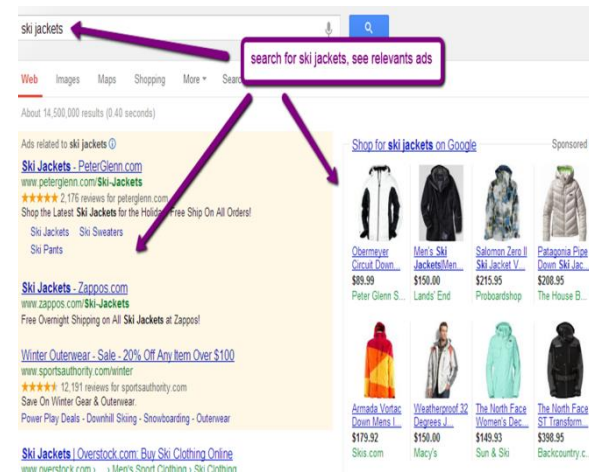 ski jackets
search for ski jackets, see relevants ads
Web Images Maps Shopping More
About 14,500,000 results (0.40 seconds)
Ads related to ski jackets
Ski Jackets - PeterGlenn.com
www.peterglenn.com/Ski-Jackets
2,176 reviews for peterglenn.com
Shop the Latest Ski Jackets for the Holida Free Ship On All Orders!
Ski Jackets Ski Sweaters
Ski Pants
Ski Jackets - Zappos.com
www.zappos.com/Ski-Jackets
Free Overnight Shipping on All Ski Jackets at Zappos!
Winter Outerwear - Sale - 20% Off Any Item Over $100
www.sportsauthority.com/winter
12,191 reviews for sportsauthority.com
Save On Winter Gear & Outerwear.
Power Play Deals - Downhill Skiing - Snowboarding - Outerwear
Ski Jackets | Overstock.com: Buy Ski Clothing Online
www.overstock.com › ... › Men's Sport Clothing › Ski Clothing
Shop for ski jackets on Google Sponsored
Obermeyer
Circuit Down...
$89.99
Peter Glenn S...
Men's Ski
Jackets|Men...
$150.00
Lands' End
Salomon Zero II
Ski Jacket V...
$215.95
Proboardshop
Patagonia Pipe
Down Ski Jac...
$208.95
The House B...
Armada Vortac
Down Mens I...
$179.92
Skis.com
Weatherproof 32
Degrees J...
$150.00
Macy's
The North Face
Women's Dec...
$149.93
Sun & Ski
The North Face
ST Transform...
$398.95
Backcountry.c...